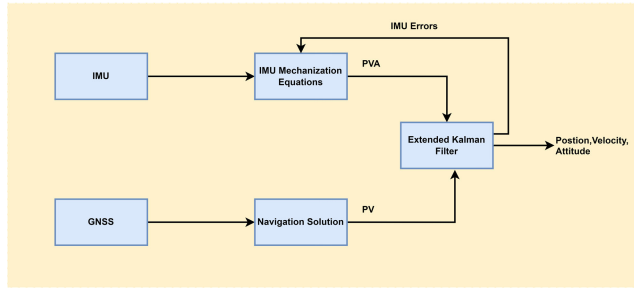 IMU Errors
IMU
IMU Mechanization
Equations
PVA
Extended Kalman
Filter
Postion,Velocity,
Attitude
GNSS
Navigation Solution
PV